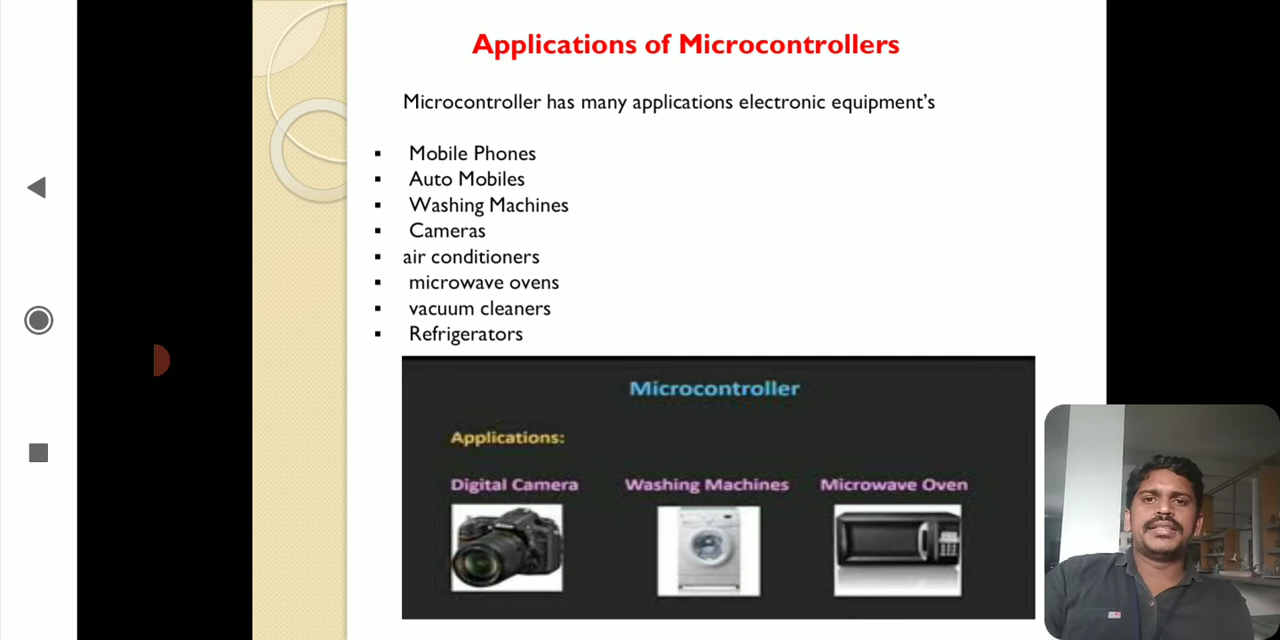 Applications of Microcontrollers
Microcontroller has many applications electronic equipment's
Mobile Phones
Auto Mobiles
Washing Machines
Cameras
air conditioners
microwave ovens
vacuum cleaners
Refrigerators
Microcontroller
Applications:
Digital Camera Washing Machines Microwave Oven